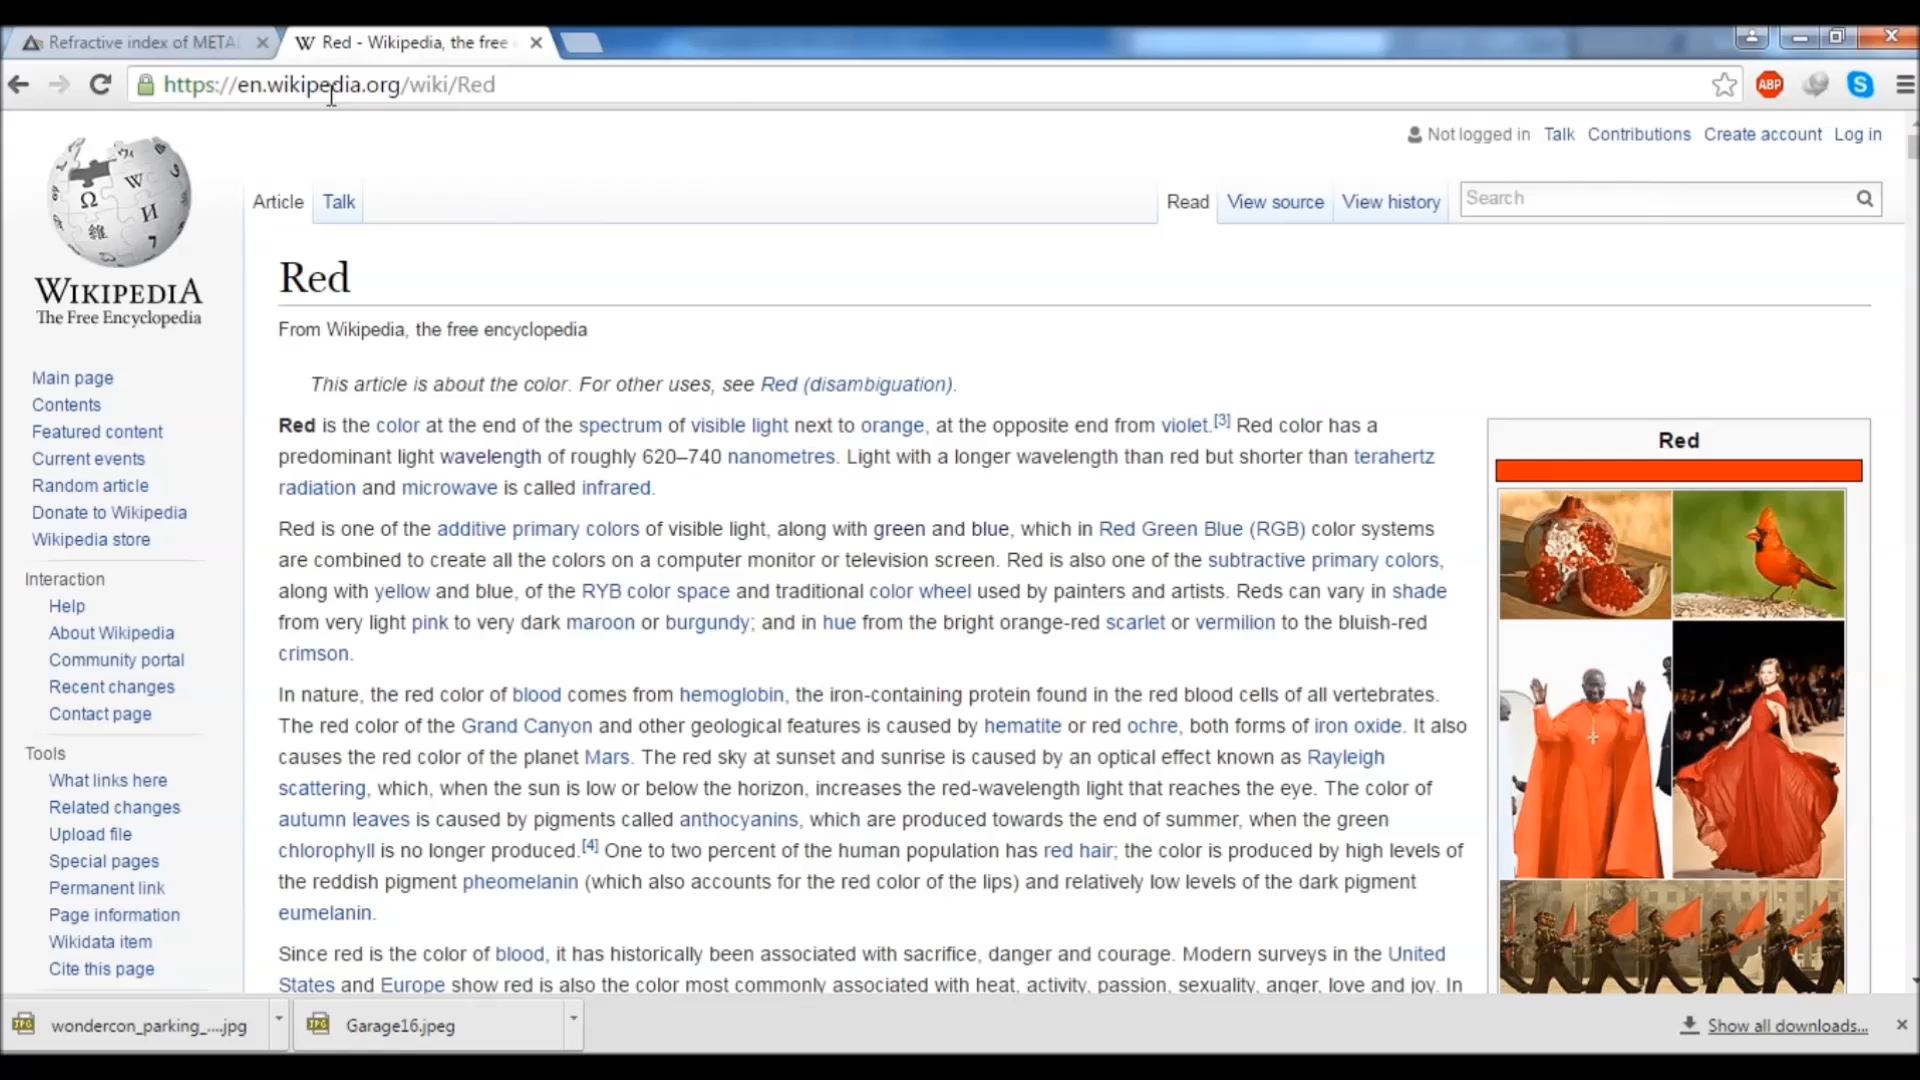 Refractive index of META
Red - Wikipedia, the free
https://en.wikipedia.org/wiki/Red
ABP
Not logged in Talk Contributions Create account Log in
Article Talk Read View source View history Search
WIKIPEDIA
The Free Encyclopedia
Main page
Contents
Featured content
Current events
Random article
Donate to Wikipedia
Wikipedia store
Interaction
Help
About Wikipedia
Community portal
Recent changes
Contact page
Tools
What links here
Related changes
Upload file
Special pages
Permanent link
Page information
Wikidata item
Cite this page
Red
From Wikipedia, the free encyclopedia
This article is about the color. For other uses, see Red (disambiguation).
Red is the color at the end of the spectrum of visible light next to orange, at the opposite end from violet.[3] Red color has a
predominant light wavelength of roughly 620–740 nanometres. Light with a longer wavelength than red but shorter than terahertz
radiation and microwave is called infrared.
Red is one of the additive primary colors of visible light, along with green and blue, which in Red Green Blue (RGB) color systems
are combined to create all the colors on a computer monitor or television screen. Red is also one of the subtractive primary colors,
along with yellow and blue, of the RYB color space and traditional color wheel used by painters and artists. Reds can vary in shade
from very light pink to very dark maroon or burgundy; and in hue from the bright orange-red scarlet or vermilion to the bluish-red
crimson.
In nature, the red color of blood comes from hemoglobin, the iron-containing protein found in the red blood cells of all vertebrates.
The red color of the Grand Canyon and other geological features is caused by hematite or red ochre, both forms of iron oxide. It also
causes the red color of the planet Mars. The red sky at sunset and sunrise is caused by an optical effect known as Rayleigh
scattering, which, when the sun is low or below the horizon, increases the red-wavelength light that reaches the eye. The color of
autumn leaves is caused by pigments called anthocyanins, which are produced towards the end of summer, when the green
chlorophyll is no longer produced.[4] One to two percent of the human population has red hair; the color is produced by high levels of
the reddish pigment pheomelanin (which also accounts for the red color of the lips) and relatively low levels of the dark pigment
eumelanin.
Since red is the color of blood, it has historically been associated with sacrifice, danger and courage. Modern surveys in the United
States and Europe show red is also the color most commonly associated with heat, activity, passion, sexuality, anger, love and joy. In
Red
wondercon_parking_....jpg
Garage16.jpeg
Show all downloads...